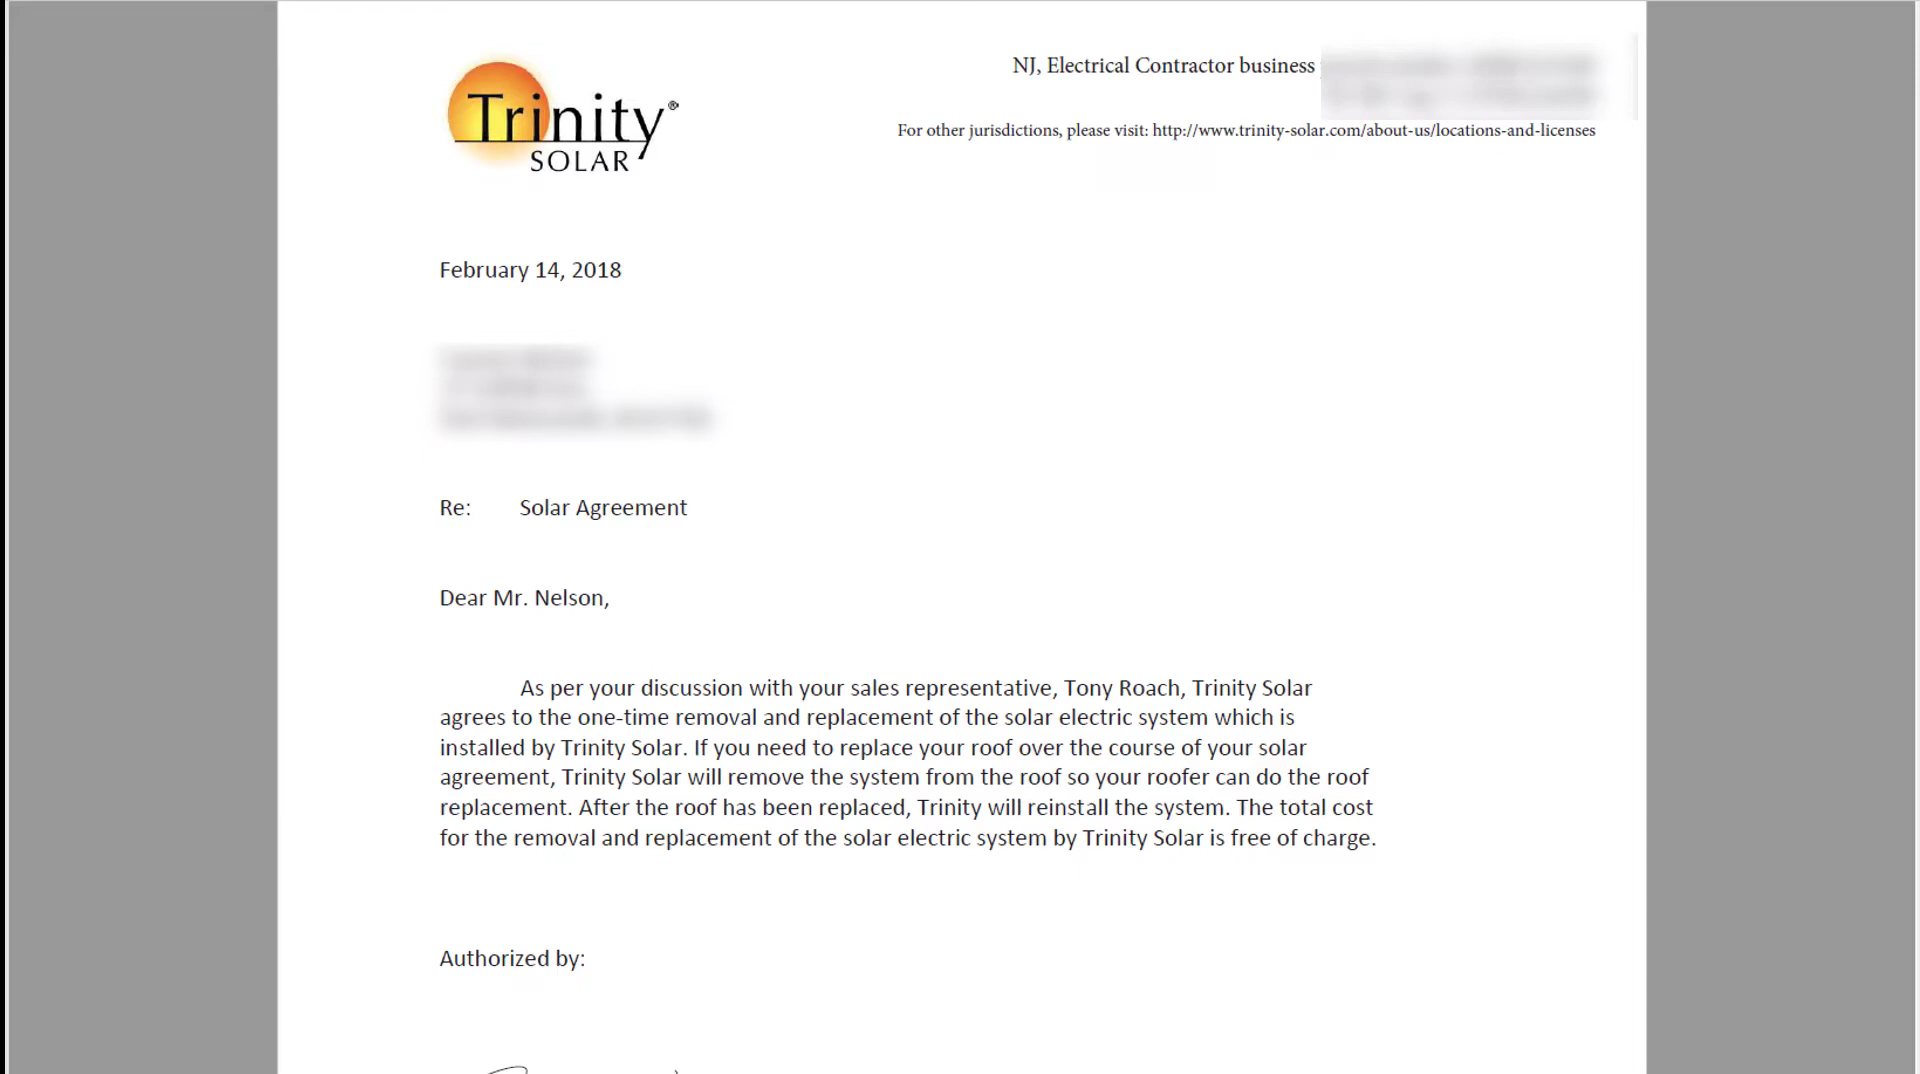 Trinity®
SOLAR
NJ, Electrical Contractor business
For other jurisdictions, please visit: http://www.trinity-solar.com/about-us/locations-and-licenses
February 14, 2018
Re: Solar Agreement
Dear Mr. Nelson,
As per your discussion with your sales representative, Tony Roach, Trinity Solar
agrees to the one-time removal and replacement of the solar electric system which is
installed by Trinity Solar. If you need to replace your roof over the course of your solar
agreement, Trinity Solar will remove the system from the roof so your roofer can do the roof
replacement. After the roof has been replaced, Trinity will reinstall the system. The total cost
for the removal and replacement of the solar electric system by Trinity Solar is free of charge.
Authorized by: